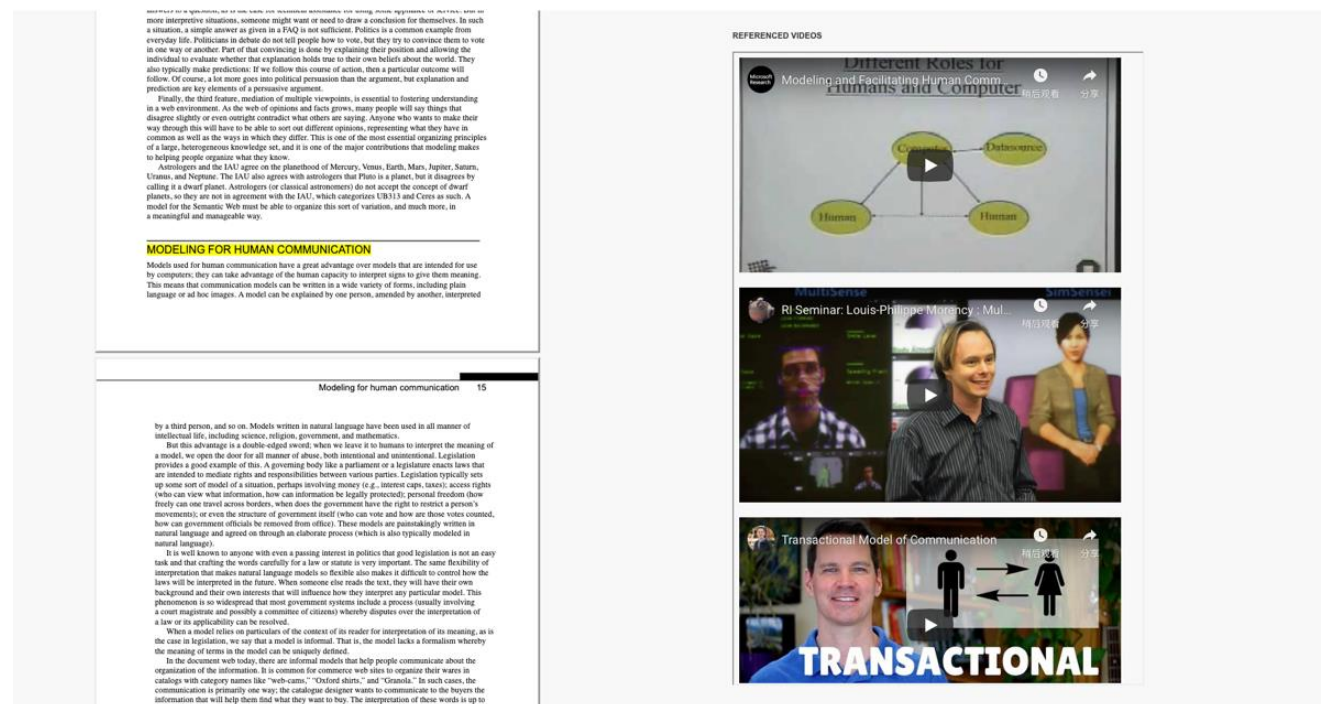 answers to a question, as is the case for technical assistance for using some appliance or service. But in
more interpretive situations, someone might want or need to draw a conclusion for themselves. In such
a situation, a simple answer as given in a FAQ is not sufficient. Politics is a common example from
everyday life. Politicians in debate do not tell people how to vote, but they try to convince them to vote
in one way or another. Part of that convincing is done by explaining their position and allowing the
individual to evaluate whether that explanation holds true to their own beliefs about the world. They
also typically make predictions: If we follow this course of action, then a particular outcome will
follow. Of course, a lot more goes into political persuasion than the argument, but explanation and
prediction are key elements of a persuasive argument.
Finally, the third feature, mediation of multiple viewpoints, is essential to fostering understanding
in a web environment. As the web of opinions and facts grows, many people will say things that
disagree slightly or even outright contradict what others are saying. Anyone who wants to make their
way through this will have to be able to sort out different opinions, representing what they have in
common as well as the ways in which they differ. This is one of the most essential organizing principles
of a large, heterogeneous knowledge set, and it is one of the major contributions that modeling makes
to helping people organize what they know.
Astrologers and the IAU agree on the planethood of Mercury, Venus, Earth, Mars, Jupiter, Saturn,
Uranus, and Neptune. The IAU also agrees with astrologers that Pluto is a planet, but it disagrees by
calling it a dwarf planet. Astrologers (or classical astronomers) do not accept the concept of dwarf
planets, so they are not in agreement with the IAU, which categorizes UB313 and Ceres as such. A
model for the Semantic Web must be able to organize this sort of variation, and much more, in
a meaningful and manageable way.
MODELING FOR HUMAN COMMUNICATION
Models used for human communication have a great advantage over models that are intended for use
by computers; they can take advantage of the human capacity to interpret signs to give them meaning.
This means that communication models can be written in a wide variety of forms, including plain
language or ad hoc images. A model can be explained by one person, amended by another, interpreted
Modeling for human communication 15
by a third person, and so on. Models written in natural language have been used in all manner of
intellectual life, including science, religion, government, and mathematics.
But this advantage is a double-edged sword; when we leave it to humans to interpret the meaning of
a model, we open the door for all manner of abuse, both intentional and unintentional. Legislation
provides a good example of this. A governing body like a parliament or a legislature enacts laws that
are intended to mediate rights and responsibilities between various parties. Legislation typically sets
up some sort of model of a situation, perhaps involving money (e.g., interest caps, taxes); access rights
(who can view what information, how can information be legally protected); personal freedom (how
freely can one travel across borders, when does the government have the right to restrict a person's
movements); or even the structure of government itself (who can vote and how are those votes counted,
how can government officials be removed from office). These models are painstakingly written in
natural language and agreed on through an elaborate process (which is also typically modeled in
natural language).
It is well known to anyone with even a passing interest in politics that good legislation is not an easy
task and that crafting the words carefully for a law or statute is very important. The same flexibility of
interpretation that makes natural language models so flexible also makes it difficult to control how the
laws will be interpreted in the future. When someone else reads the text, they will have their own
background and their own interests that will influence how they interpret any particular model. This
phenomenon is so widespread that most government systems include a process (usually involving
a court magistrate and possibly a committee of citizens) whereby disputes over the interpretation of
a law or its applicability can be resolved.
When a model relies on particulars of the context of its reader for interpretation of its meaning, as is
the case in legislation, we say that a model is informal. That is, the model lacks a formalism whereby
the meaning of terms in the model can be uniquely defined.
In the document web today, there are informal models that help people communicate about the
organization of the information. It is common for commerce web sites to organize their wares in
catalogs with category names like "web-cams," "Oxford shirts," and "Granola." In such cases, the
communication is primarily one way; the catalogue designer wants to communicate to the buyers the
information that will help them find what they want to buy. The interpretation of these words is up to
REFERENCED VIDEOS
Different Roles for
Humans and Computer
Microsoft
Research
Modeling and Facilitating Human Comm...
稍后观看 分享
Computer
Datasource
Human
Human
MultiSense
SimSensei
RI Seminar: Louis-Philippe Morency : Mul...
稍后观看 分享
Transactional Model of Communication
稍后观看 分享
TRANSACTIONAL